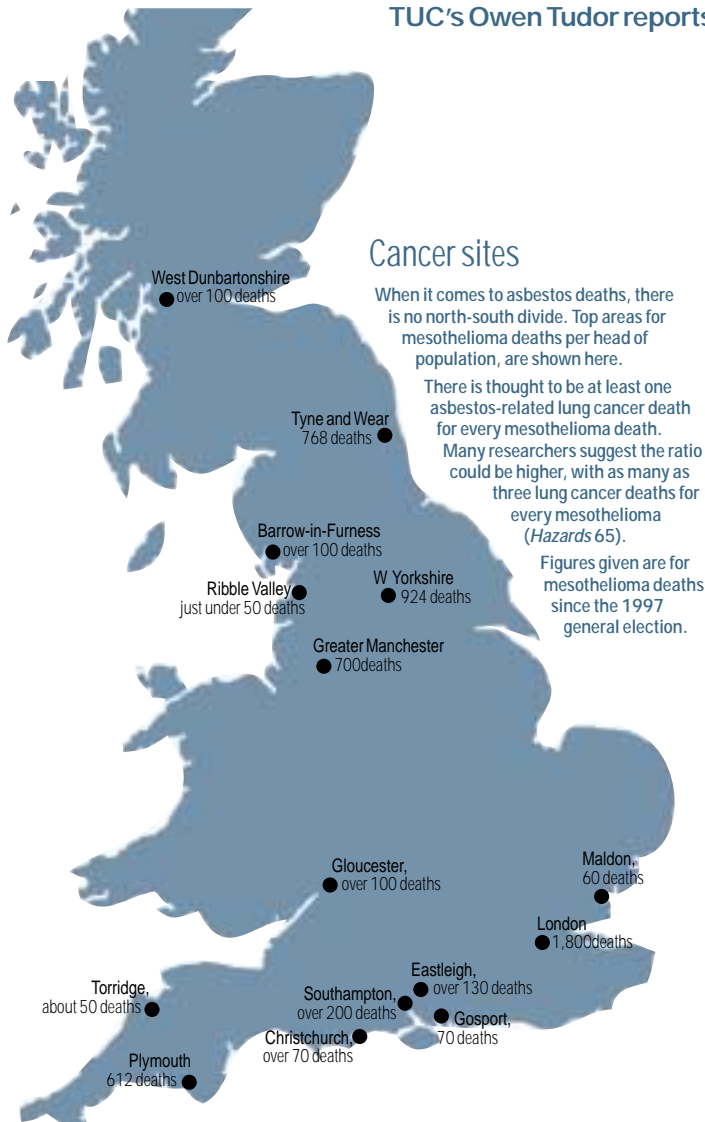 TUC's Owen Tudor reports
Cancer sites
When it comes to asbestos deaths, there
is no north-south divide. Top areas for
mesothelioma deaths per head of
population, are shown here.
There is thought to be at least one
asbestos-related lung cancer death
for every mesothelioma death.
Many researchers suggest the ratio
could be higher, with as many as
three lung cancer deaths for
every mesothelioma
(Hazards 65).
Figures given are for
mesothelioma deaths
since the 1997
general election.
West Dunbartonshire
over 100 deaths
Tyne and Wear
768 deaths
Barrow-in-Furness
over 100 deaths
Ribble Valley
just under 50 deaths
W Yorkshire
924 deaths
Greater Manchester
700deaths
Gloucester,
over 100 deaths
Maldon,
60 deaths
London
1,800deaths
Eastleigh,
over 130 deaths
Southampton,
over 200 deaths
Gosport,
70 deaths
Christchurch,
over 70 deaths
Torridge,
about 50 deaths
Plymouth
612 deaths